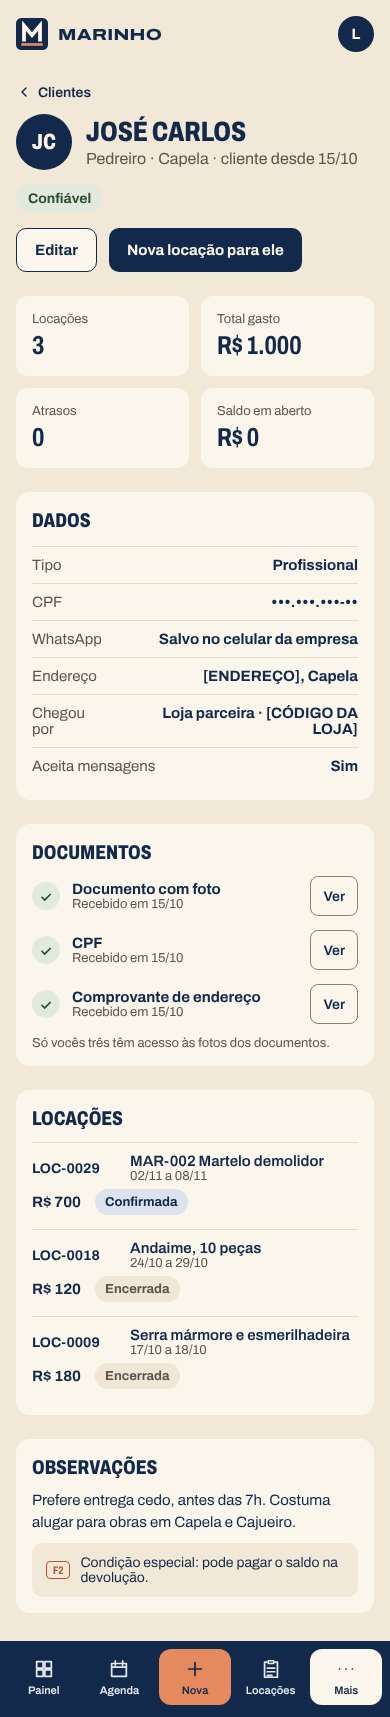 M MARINHO
L
Clientes
JC
JOSÉ CARLOS
Pedreiro · Capela · cliente desde 15/10
Confiável
Editar
Nova locação para ele
Locações
3
Total gasto
R$ 1.000
Atrasos
0
Saldo em aberto
R$ 0
DADOS
Tipo Profissional
CPF •••.•••.•••-••
WhatsApp Salvo no celular da empresa
Endereço [ENDEREÇO], Capela
Chegou por
Loja parceira · [CÓDIGO DA
LOJA]
Aceita mensagens Sim
DOCUMENTOS
Documento com foto
Recebido em 15/10
Ver
CPF
Recebido em 15/10
Ver
Comprovante de endereço
Recebido em 15/10
Ver
Só vocês três têm acesso às fotos dos documentos.
LOCAÇÕES
LOC-0029
MAR-002 Martelo demolidor
02/11 a 08/11
R$ 700 Confirmada
LOC-0018
Andaime, 10 peças
24/10 a 29/10
R$ 120 Encerrada
LOC-0009
Serra mármore e esmerilhadeira
17/10 a 18/10
R$ 180 Encerrada
OBSERVAÇÕES
Prefere entrega cedo, antes das 7h. Costuma
alugar para obras em Capela e Cajueiro.
F2
Condição especial: pode pagar o saldo na
devolução.
Painel
Agenda
Nova
Locações
Mais